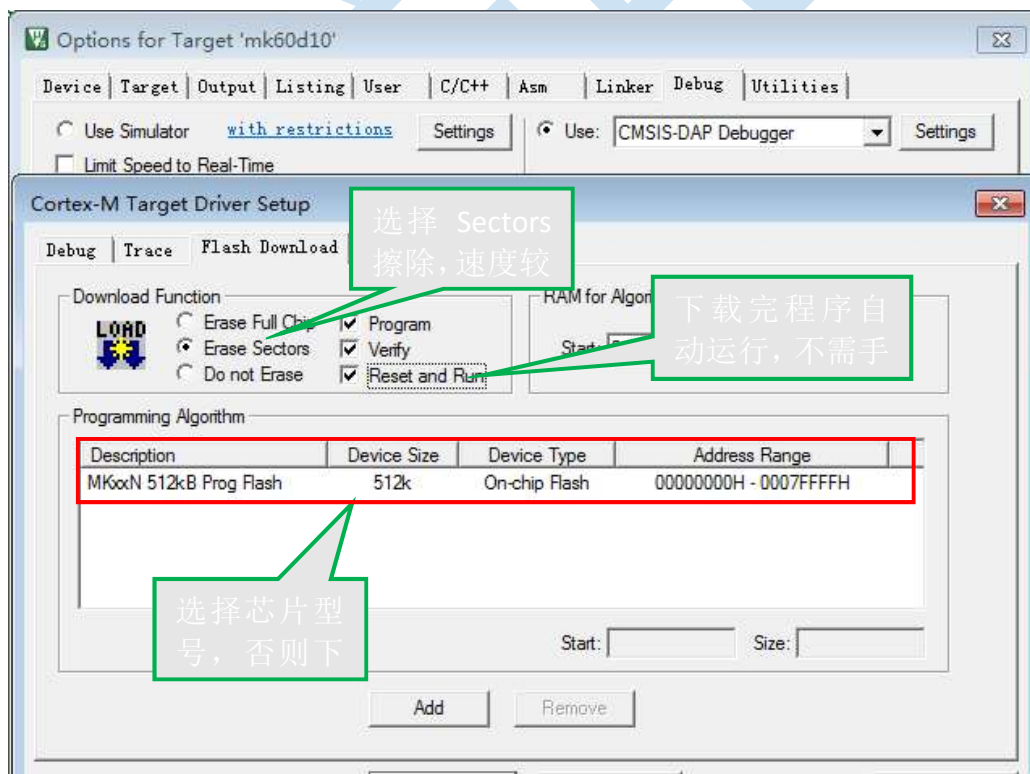 Options for Target 'mk60d10'
Device Target Output Listing User C/C++ Asm Linker Debug Utilities
Use Simulator with restrictions Settings Use: CMSIS-DAP Debugger Settings
Limit Speed to Real-Time
Cortex-M Target Driver Setup
选择 Sectors
擦除，速度较
Debug Trace Flash Download
Download Function
RAM for
下载完程序自
动运行，不需手
LOAD
Erase Full Chip Program
Erase Sectors Verify
Do not Erase Reset and Run
Programming Algorithm
Description Device Size Device Type Address Range
MKxxN 512kB Prog Flash 512k On-chip Flash 00000000H - 0007FFFFH
选择芯片型
号，否则下
Start: Size:
Add Remove